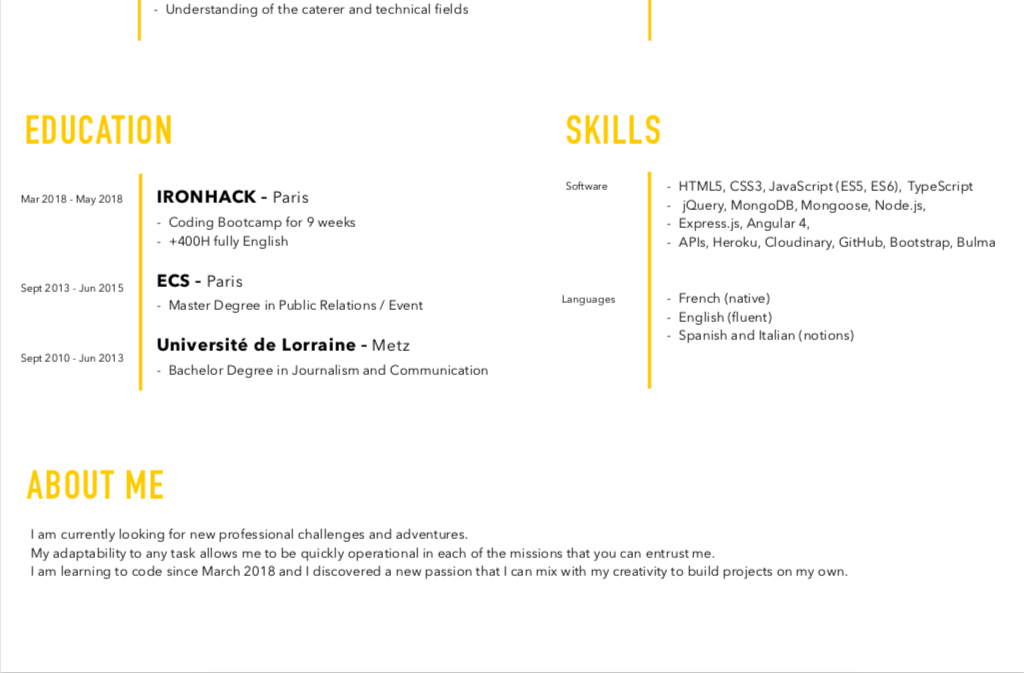 - Understanding of the caterer and technical fields
EDUCATION
Mar 2018 - May 2018
IRONHACK - Paris
- Coding Bootcamp for 9 weeks
- +400H fully English
Sept 2013 - Jun 2015
ECS - Paris
- Master Degree in Public Relations / Event
Sept 2010 - Jun 2013
Université de Lorraine - Metz
- Bachelor Degree in Journalism and Communication
SKILLS
Software
- HTML5, CSS3, JavaScript (ES5, ES6), TypeScript
- jQuery, MongoDB, Mongoose, Node.js,
- Express.js, Angular 4,
- APIs, Heroku, Cloudinary, GitHub, Bootstrap, Bulma
Languages
- French (native)
- English (fluent)
- Spanish and Italian (notions)
ABOUT ME
I am currently looking for new professional challenges and adventures.
My adaptability to any task allows me to be quickly operational in each of the missions that you can entrust me.
I am learning to code since March 2018 and I discovered a new passion that I can mix with my creativity to build projects on my own.